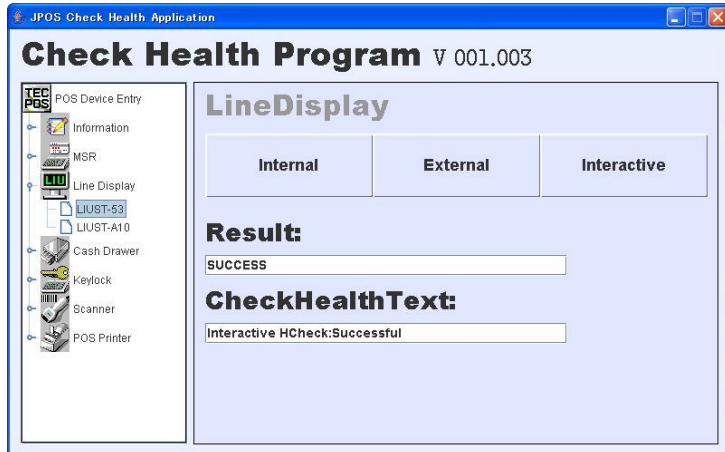 JPOS Check Health Application
Check Health Program V 001.003
TEC
POS
POS Device Entry
Information
MSR
LIU
Line Display
LIUST-53
LIUST-A10
Cash Drawer
Keylock
Scanner
POS Printer
LineDisplay
Internal
External
Interactive
Result:
SUCCESS
CheckHealthText:
Interactive HCheck:Successful